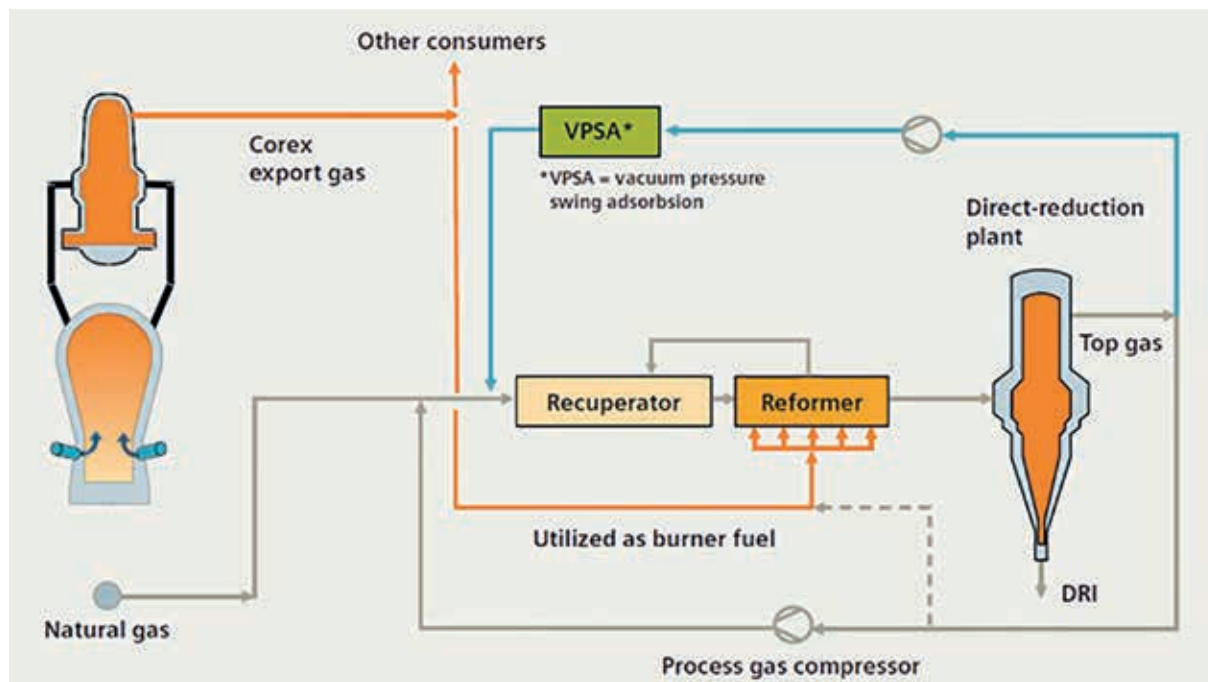 Other consumers
Corex
export gas
VPSA*
*VPSA = vacuum pressure
swing adsorbsion
Direct-reduction
plant
Top gas
Recuperator
Reformer
Utilized as burner fuel
DRI
Natural gas
Process gas compressor